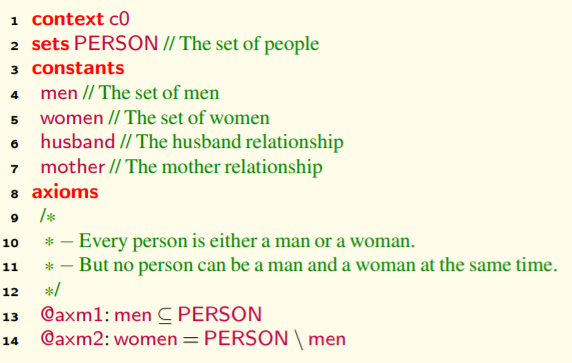 1 context c0
2 sets PERSON // The set of people
3 constants
4 men // The set of men
5 women // The set of women
6 husband // The husband relationship
7 mother // The mother relationship
8 axioms
9 /*
10 * – Every person is either a man or a woman.
11 * – But no person can be a man and a woman at the same time.
12 */
13 @axm1: men ⊆ PERSON
14 @axm2: women = PERSON \ men